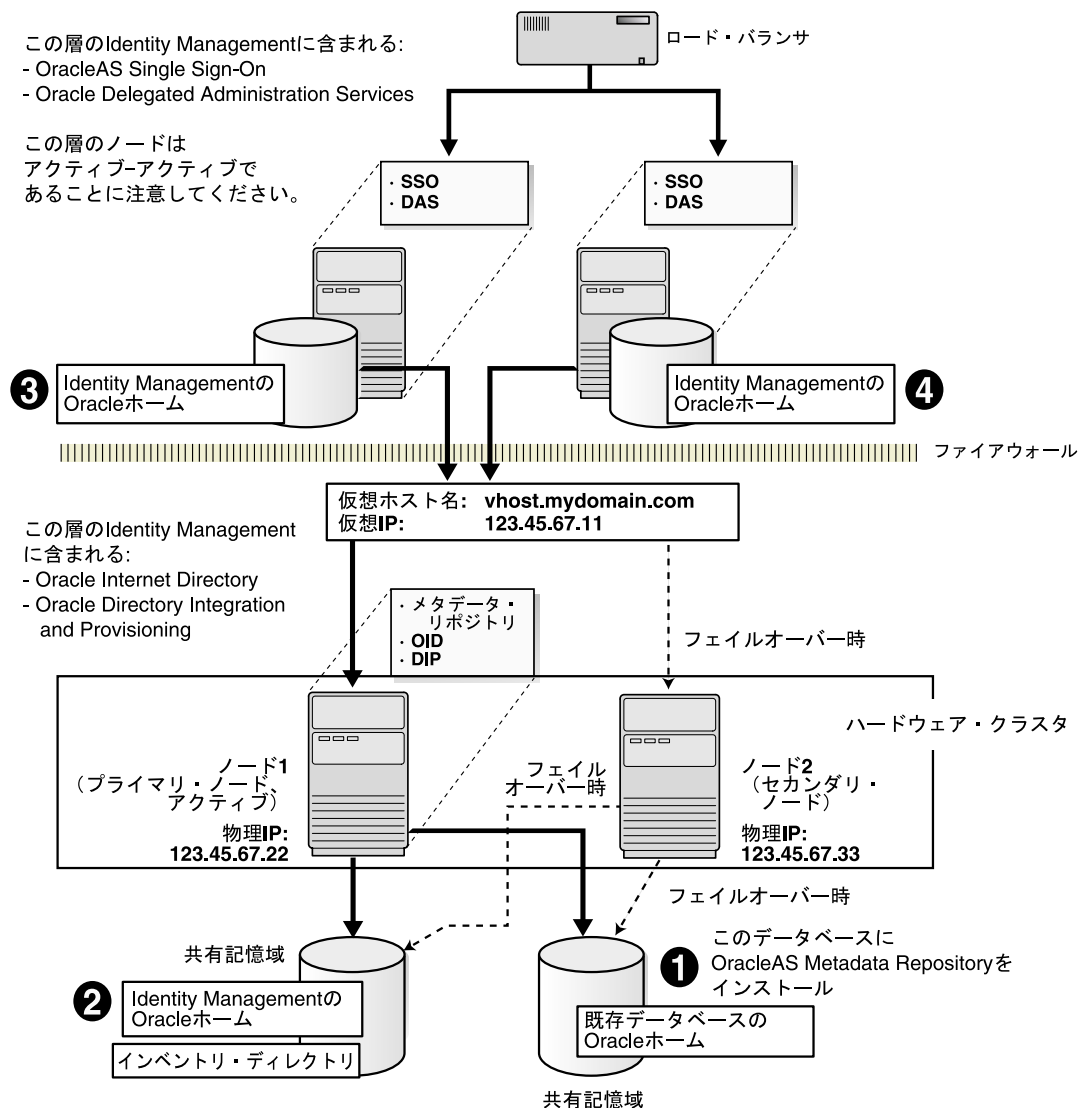 この層のIdentity Managementに含まれる:
- OracleAS Single Sign-On
- Oracle Delegated Administration Services
ロード・バランサ
この層のノードは
アクティブ-アクティブで
あることに注意してください。
・SSO
・DAS
・SSO
・DAS
3
Identity Managementの
Oracleホーム
Identity Managementの
Oracleホーム
4
ファイアウォール
仮想ホスト名: vhost.mydomain.com
仮想IP: 123.45.67.11
この層のIdentity Management
に含まれる:
- Oracle Internet Directory
- Oracle Directory Integration
and Provisioning
・メタデータ・
リポジトリ
・OID
・DIP
フェイルオーバー時
ハードウェア・クラスタ
ノード1
(プライマリ・ノード、
アクティブ)
物理IP:
123.45.67.22
フェイル
オーバー時
ノード2
(セカンダリ・
ノード)
物理IP:
123.45.67.33
フェイルオーバー時
共有記憶域
2
Identity Managementの
Oracleホーム
インベントリ・ディレクトリ
1
このデータベースに
OracleAS Metadata Repositoryを
インストール
既存データベースの
Oracleホーム
共有記憶域